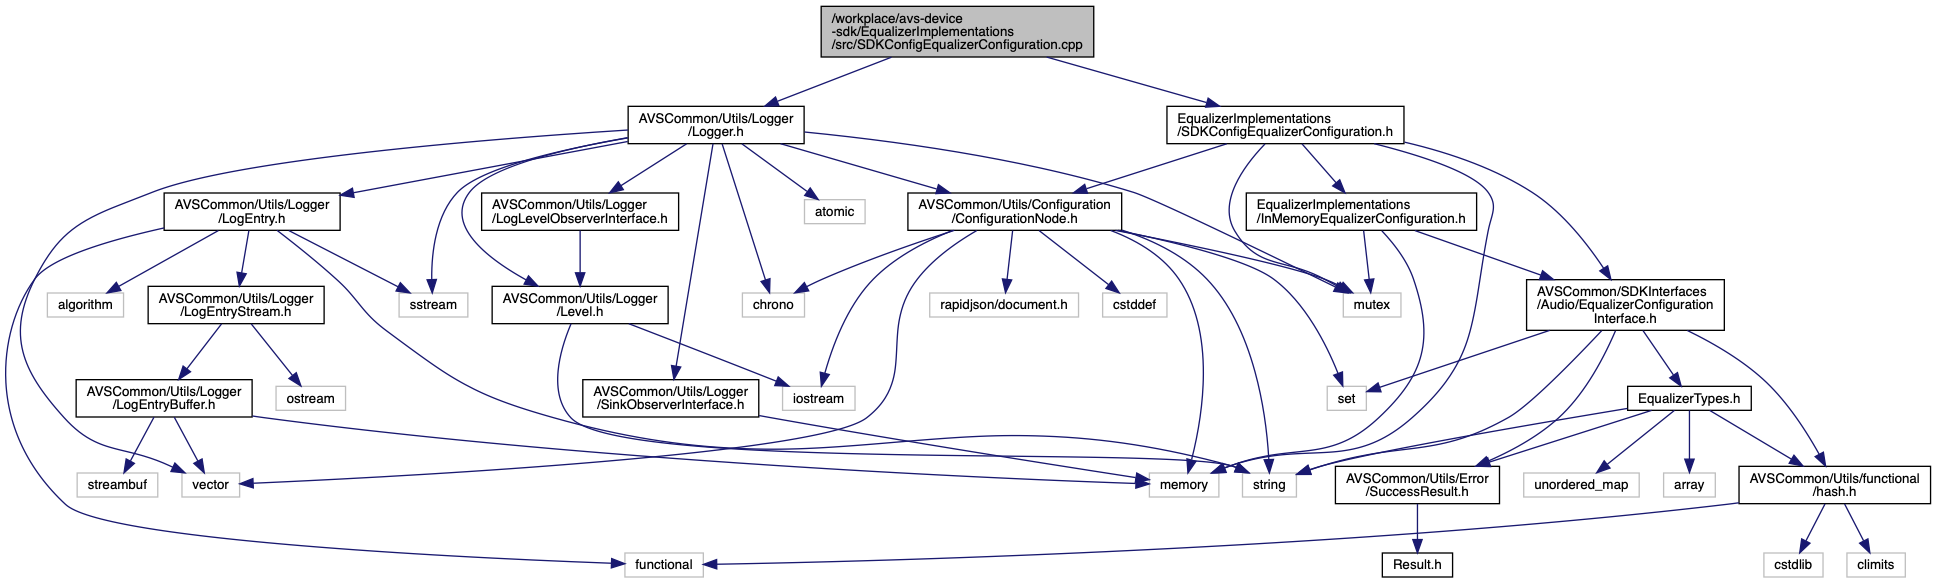 /workplace/avs-device
-sdk/EqualizerImplementations
/src/SDKConfigEqualizerConfiguration.cpp
AVSCommon/Utils/Logger
/Logger.h
EqualizerImplementations
/SDKConfigEqualizerConfiguration.h
AVSCommon/Utils/Logger
/LogEntry.h
AVSCommon/Utils/Logger
/LogLevelObserverInterface.h
atomic
AVSCommon/Utils/Configuration
/ConfigurationNode.h
EqualizerImplementations
/InMemoryEqualizerConfiguration.h
algorithm
AVSCommon/Utils/Logger
/LogEntryStream.h
sstream
AVSCommon/Utils/Logger
/Level.h
chrono
rapidjson/document.h
cstddef
mutex
AVSCommon/SDKInterfaces
/Audio/EqualizerConfiguration
Interface.h
AVSCommon/Utils/Logger
/LogEntryBuffer.h
ostream
AVSCommon/Utils/Logger
/SinkObserverInterface.h
iostream
set
EqualizerTypes.h
streambuf
vector
memory
string
AVSCommon/Utils/Error
/SuccessResult.h
unordered_map
array
AVSCommon/Utils/functional
/hash.h
functional
Result.h
cstdlib
climits